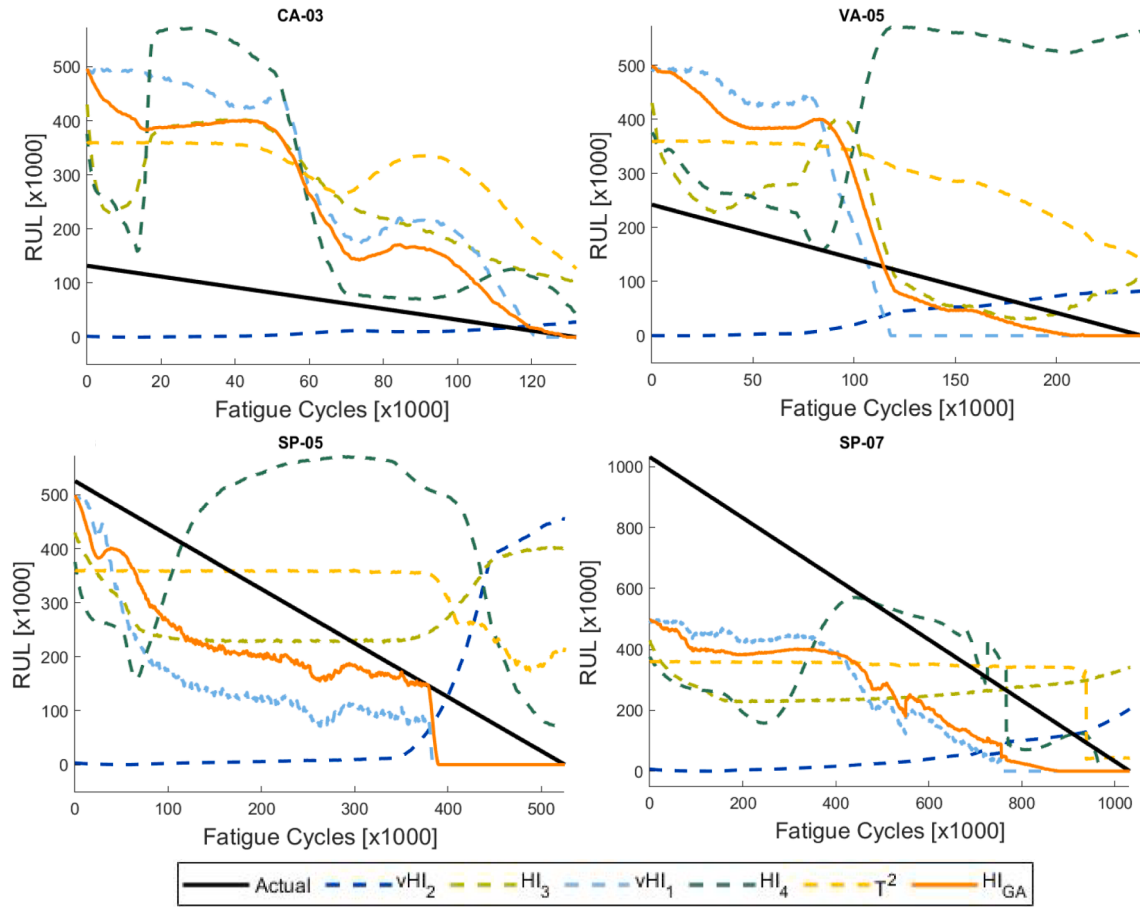 CA-03
RUL [x1000]
500
400
300
200
100
0
0 20 40 60 80 100 120
Fatigue Cycles [x1000]
VA-05
RUL [x1000]
500
400
300
200
100
0
0 50 100 150 200
Fatigue Cycles [x1000]
SP-05
RUL [x1000]
500
400
300
200
100
0
0 100 200 300 400 500
Fatigue Cycles [x1000]
SP-07
RUL [x1000]
1000
800
600
400
200
0
0 200 400 600 800 1000
Fatigue Cycles [x1000]
Actual vHI₂ HI₃ vHI₁ HI₄ T² HI_GA